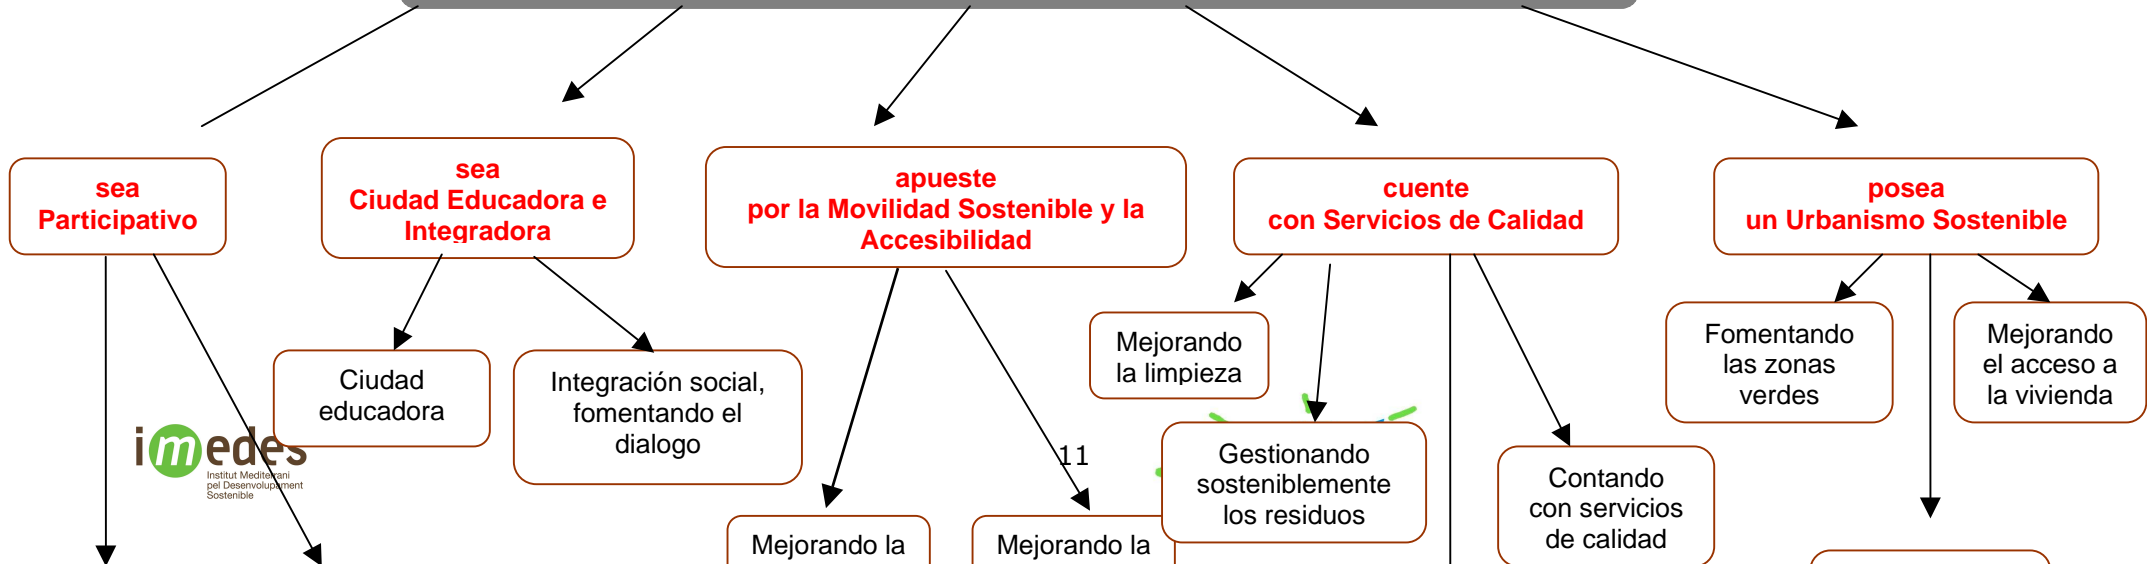 sea
Participativo
sea
Ciudad Educadora e
Integradora
apueste
por la Movilidad Sostenible y la
Accesibilidad
cuente
con Servicios de Calidad
posea
un Urbanismo Sostenible
Ciudad
educadora
Integración social,
fomentando el
dialogo
Mejorando
la limpieza
Fomentando
las zonas
verdes
Mejorando
el acceso a
la vivienda
imedes
Institut Mediterrani
pel Desenvolupament
Sostenible
11
Gestionando
sosteniblemente
los residuos
Contando
con servicios
de calidad
Mejorando la
Mejorando la